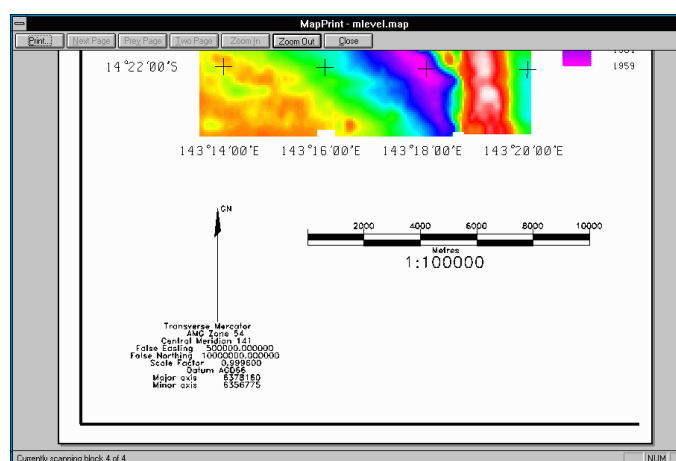 MapPrint - mlevel.map
Print... Next Page Prev Page Two Page Zoom In Zoom Out Close
14°22'00"S
1959
143°14'00"E 143°16'00"E 143°18'00"E 143°20'00"E
GN
2000 4000 6000 8000 10000
Metres
1:100000
Transverse Mercator
AMG Zone 54
Central Meridian 141
False Easting 500000.000000
False Northing 10000000.000000
Scale Factor 0.999600
Datum AGD66
Major axis 6378160
Minor axis 6356775
Currently scanning block 4 of 4
NUM